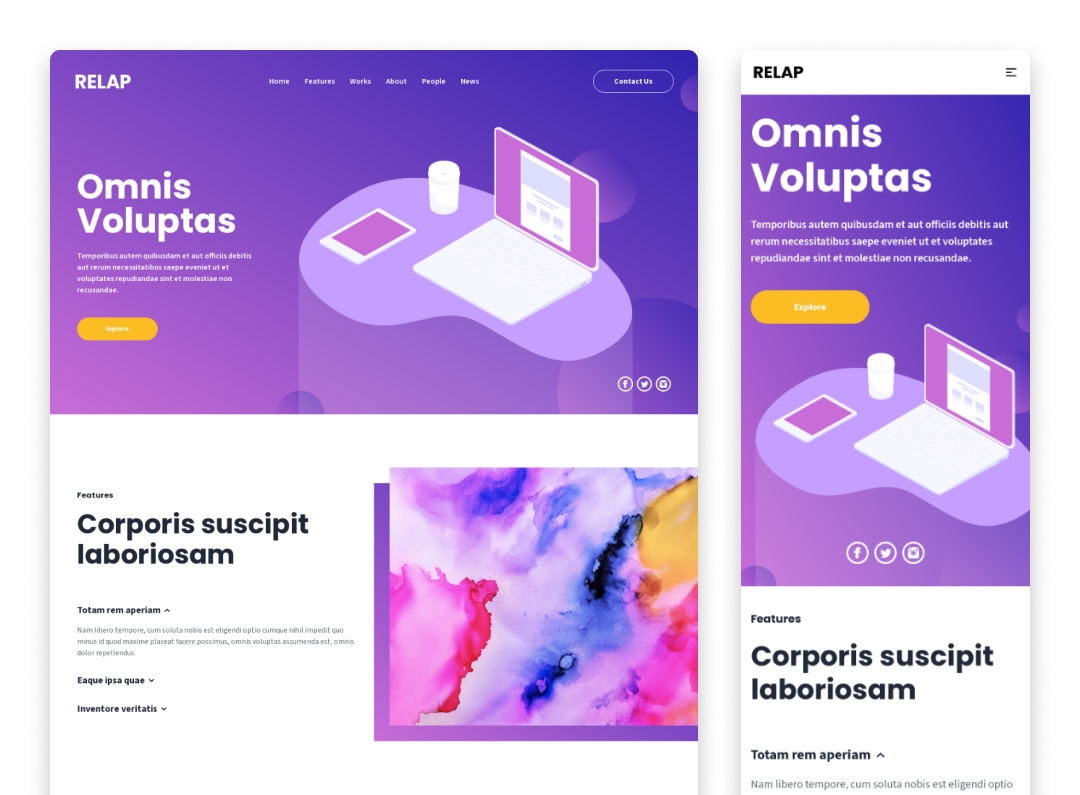 RELAP
Home Features Works About People News
Contact Us
Omnis
Voluptas
Temporibus autem quibusdam et aut officiis debitis
aut rerum necessitatibus saepe eveniet ut et
voluptates repudiandae sint et molestiae non
recusandae.
Explore
Features
Corporis suscipit
laboriosam
Totam rem aperiam
Nam libero tempore, cum soluta nobis est eligendi optio cumque nihil impedit quo
minus id quod maxime placeat facere possimus, omnis voluptas assumenda est, omnis
dolor repellendus.
Eaque ipsa quae
Inventore veritatis
RELAP
Omnis
Voluptas
Temporibus autem quibusdam et aut officiis debitis aut
rerum necessitatibus saepe eveniet ut et voluptates
repudiandae sint et molestiae non recusandae.
Explore
Features
Corporis suscipit
laboriosam
Totam rem aperiam
Nam libero tempore, cum soluta nobis est eligendi optio